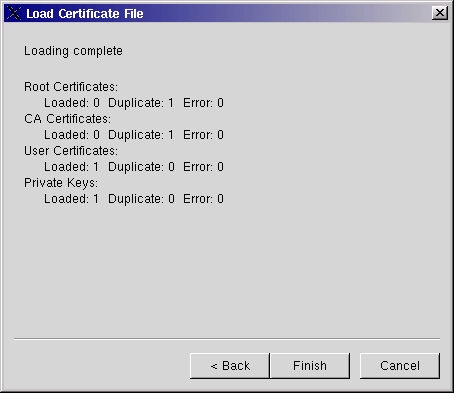 Load Certificate File
Loading complete
Root Certificates:
Loaded: 0 Duplicate: 1 Error: 0
CA Certificates:
Loaded: 0 Duplicate: 1 Error: 0
User Certificates:
Loaded: 1 Duplicate: 0 Error: 0
Private Keys:
Loaded: 1 Duplicate: 0 Error: 0
< Back Finish Cancel